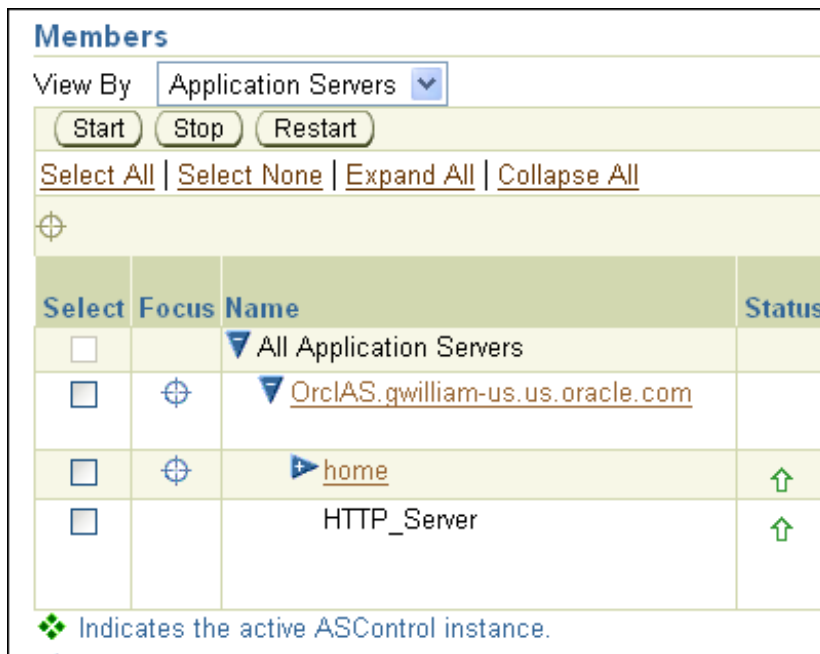 Members
View By Application Servers
Start Stop Restart
Select All | Select None | Expand All | Collapse All
Select Focus Name Status
All Application Servers
OrclAS.gwilliam-us.us.oracle.com
home
HTTP_Server
Indicates the active ASControl instance.